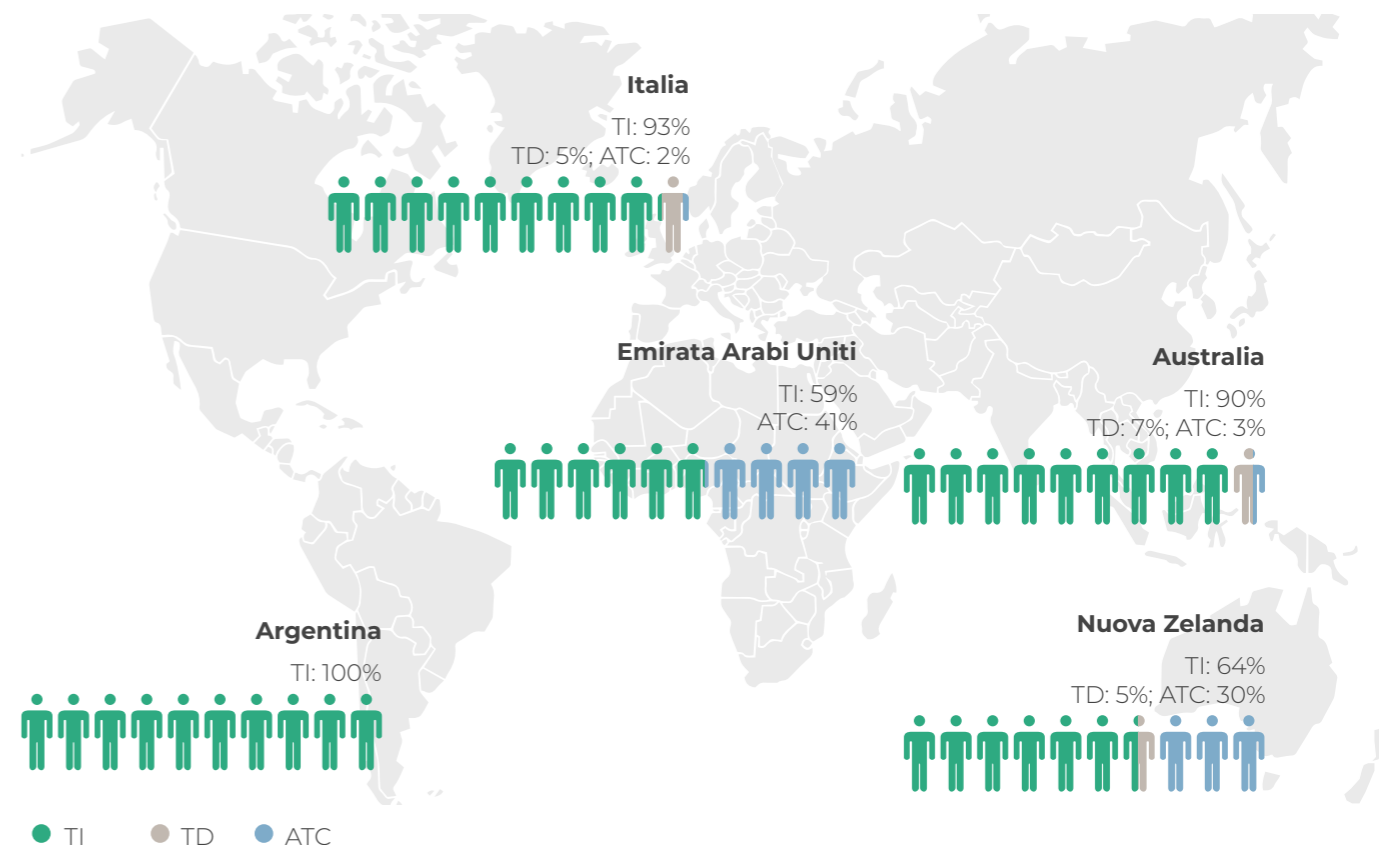 Italia
TI: 93%
TD: 5%; ATC: 2%
Emirata Arabi Uniti
TI: 59%
ATC: 41%
Australia
TI: 90%
TD: 7%; ATC: 3%
Argentina
TI: 100%
Nuova Zelanda
TI: 64%
TD: 5%; ATC: 30%
TI
TD
ATC